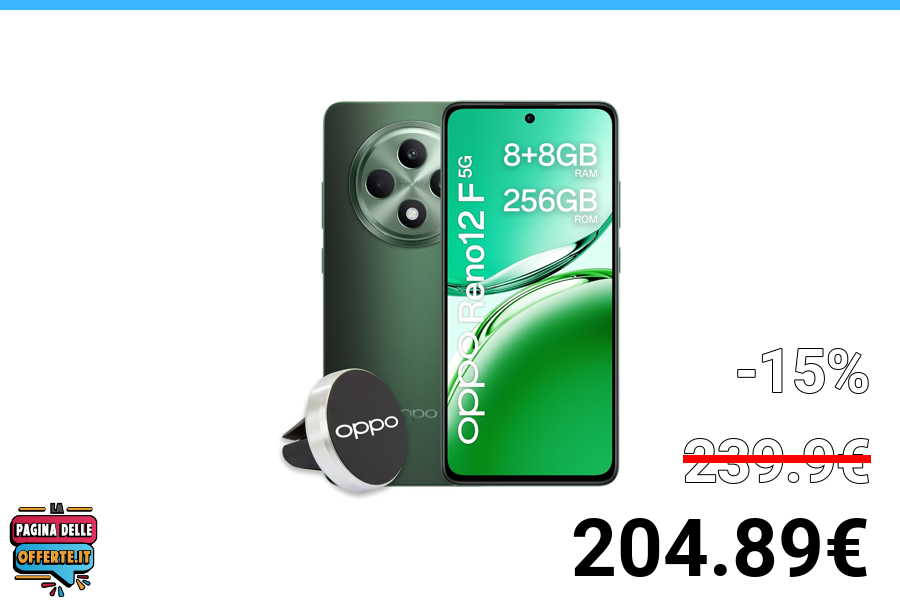 8+8GB
RAM
256GB
ROM
oppo Reno12 F 5G
oppo
oppo
-15%
239.9€
204.89€
LA
PAGINA DELLE
OFFERTE.IT